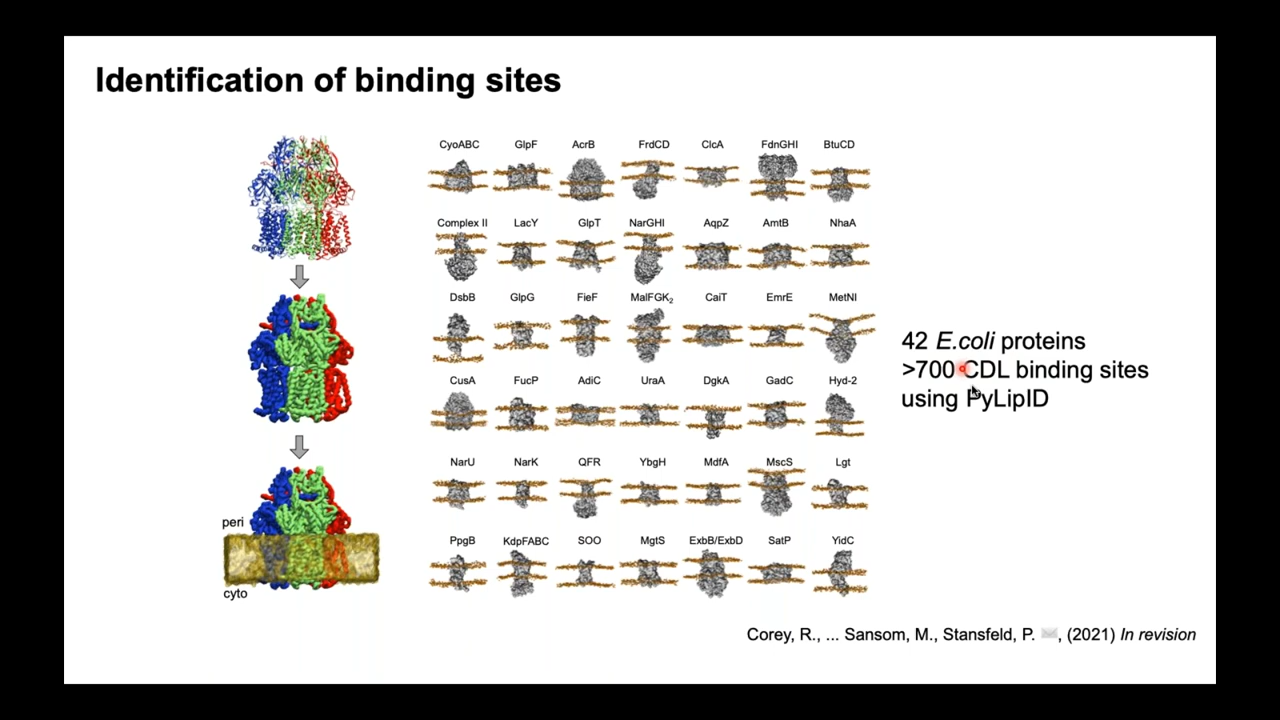 Identification of binding sites
CyoABC GlpF AcrB FrdCD ClcA FdnGHI BtuCD
Complex II LacY GlpT NarGHI AqpZ AmtB NhaA
DsbB GlpG FieF MalFGK₂ CaiT EmrE MetNI
CusA FucP AdiC UraA DgkA GadC Hyd-2
NarU NarK QFR YbgH MdfA MscS Lgt
PpgB KdpFABC SOO MgtS ExbB/ExbD SatP YidC
peri
cyto
42 E.coli proteins
>700 CDL binding sites
using PyLipID
Corey, R., ... Sansom, M., Stansfeld, P. ✉, (2021) In revision